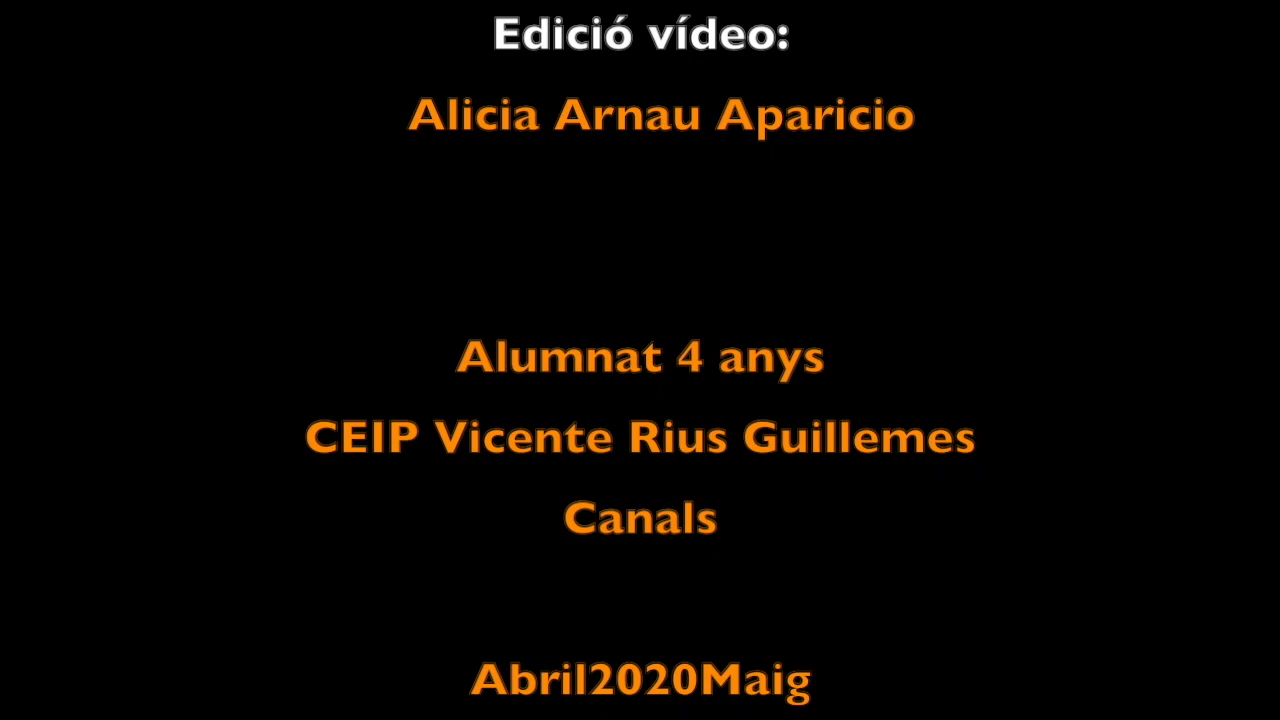 Edició vídeo:
Alicia Arnau Aparicio
Alumnat 4 anys
CEIP Vicente Rius Guillemes
Canals
Abril2020Maig